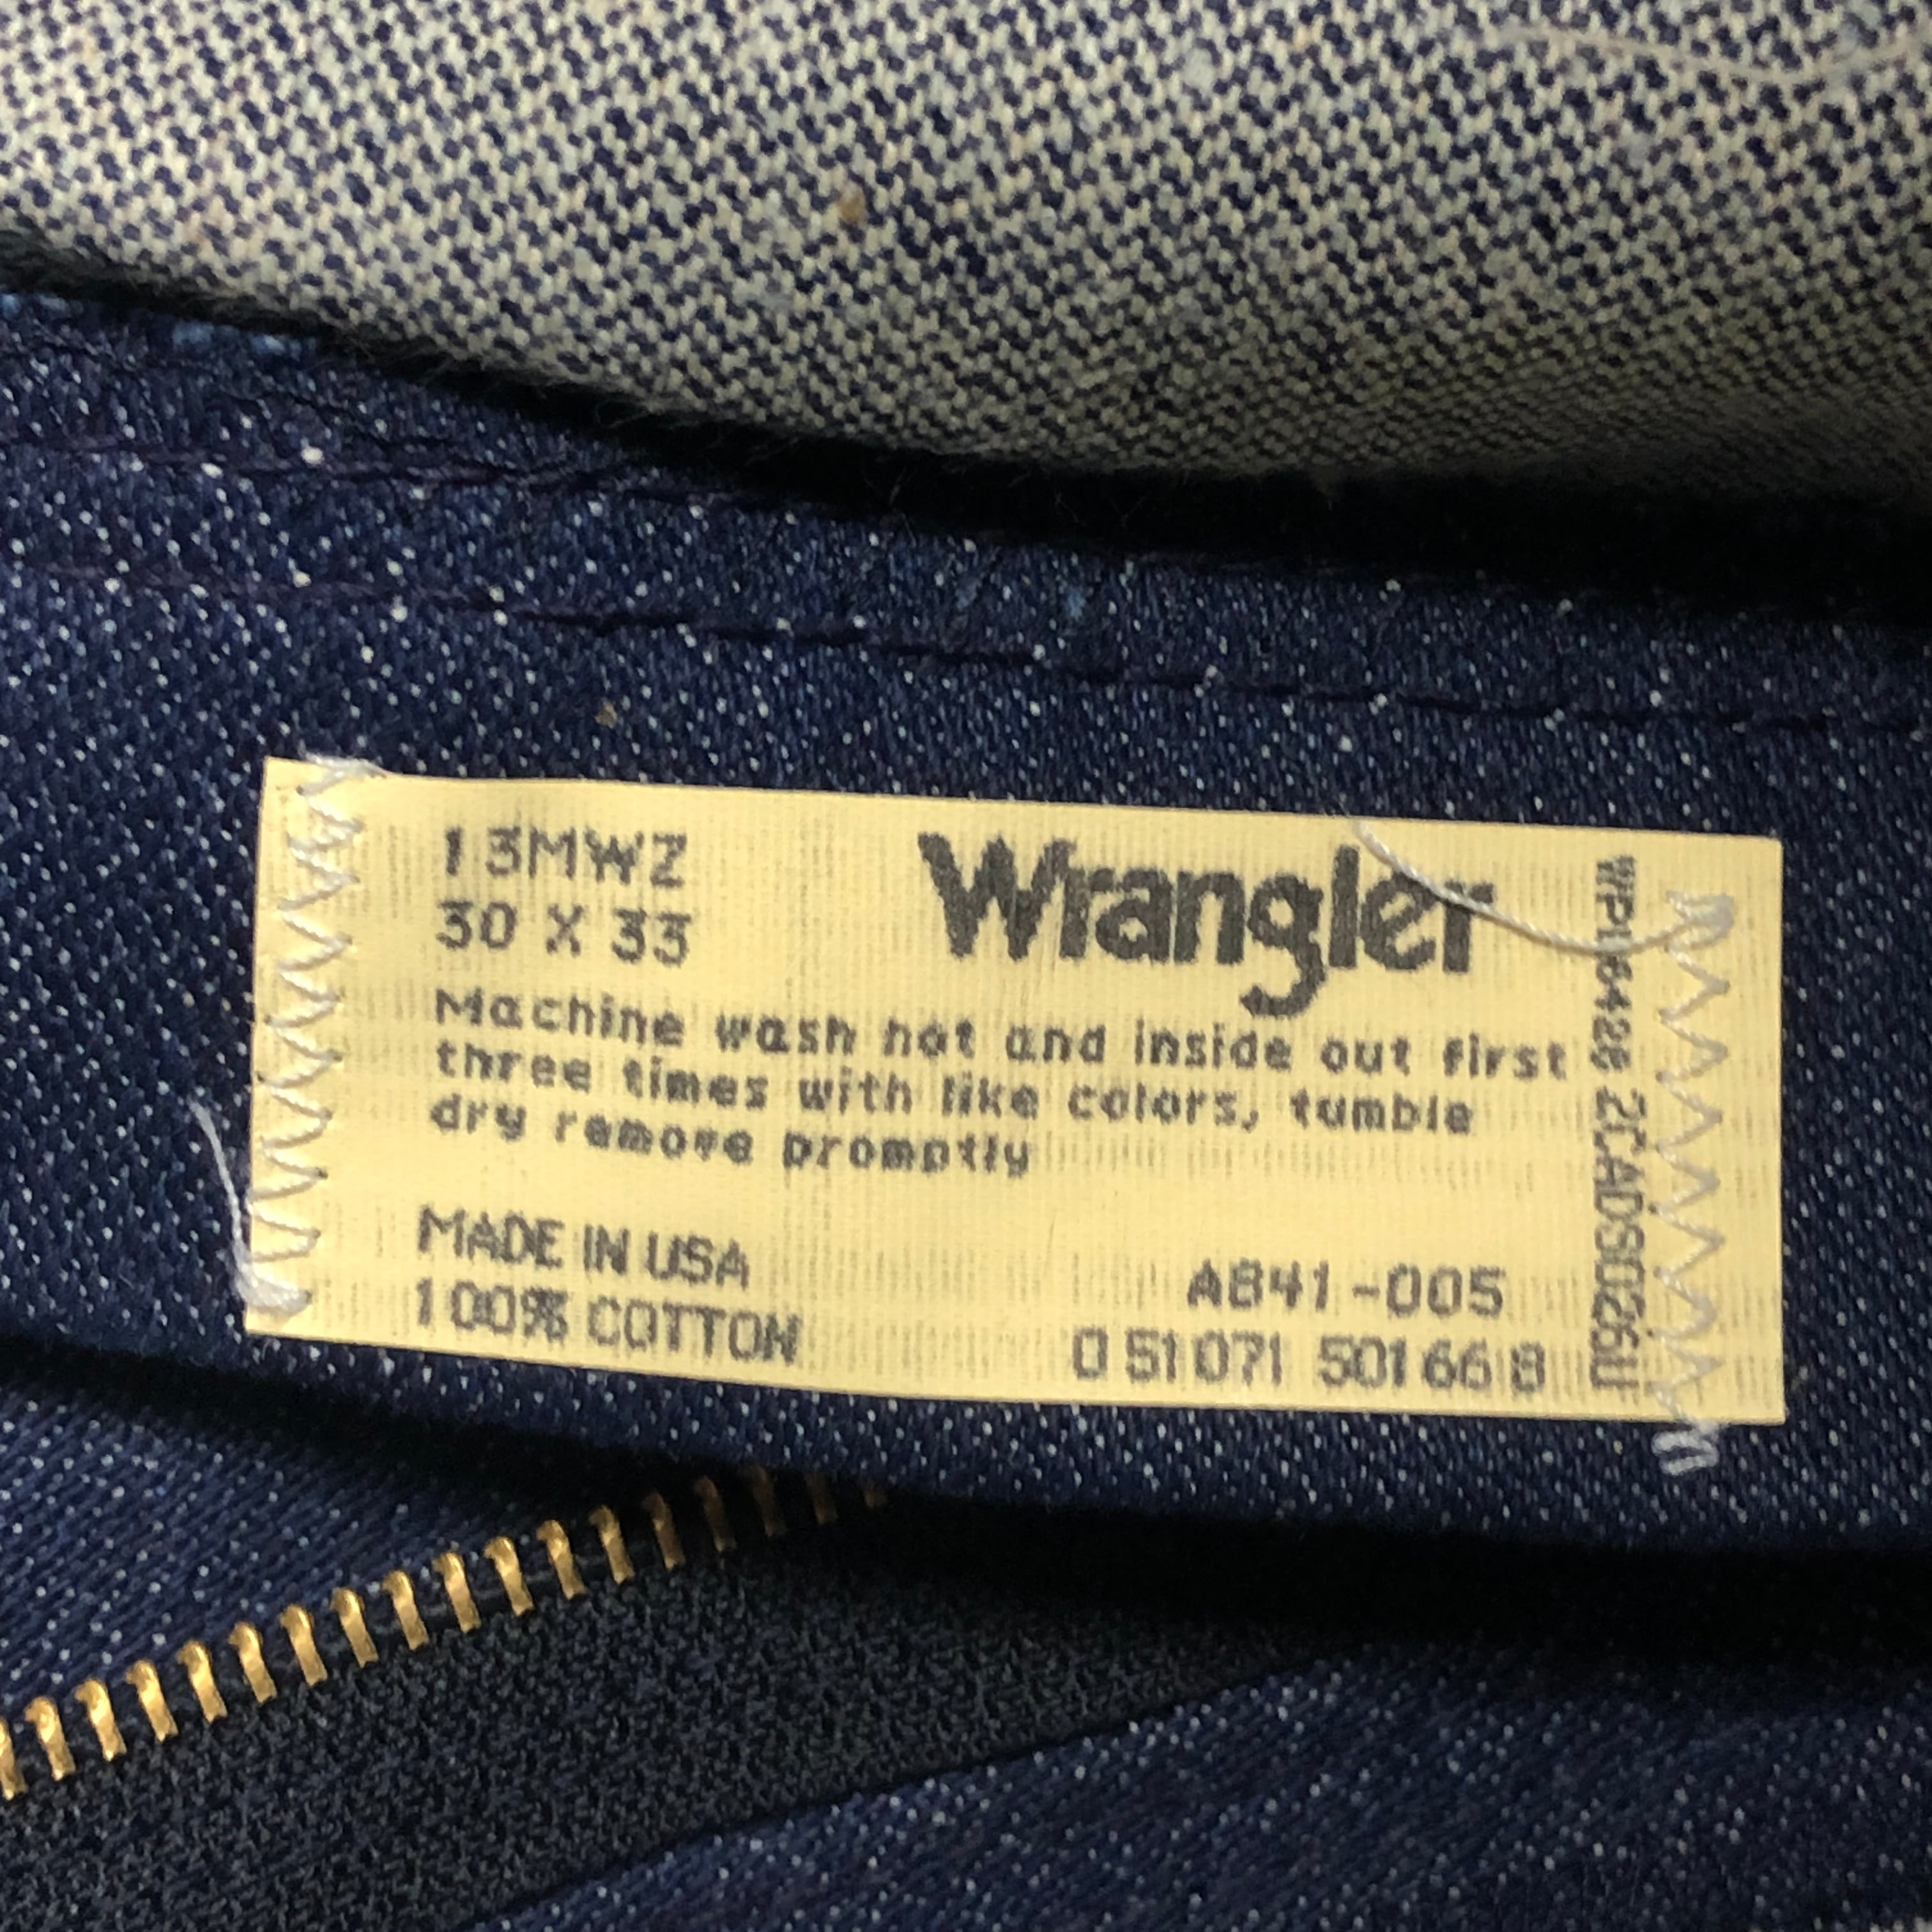 13MWZ
30 X 33
Wrangler
Machine wash hot and inside out first
three times with like colors, tumble
dry remove promptly
MADE IN USA
100% COTTON
AB41-005
0 51071 50166 8